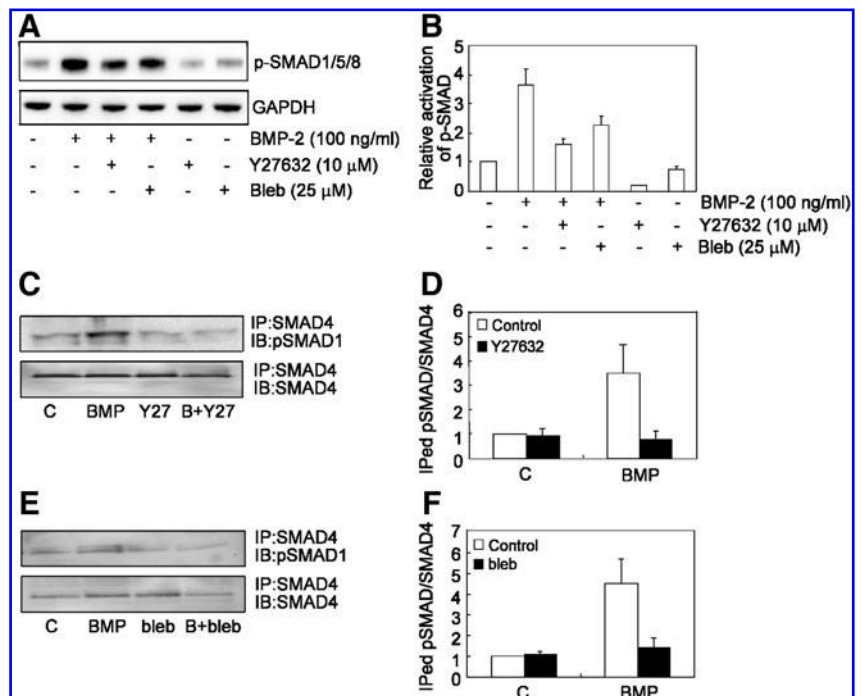 A
p-SMAD1/5/8
GAPDH
- + + + - - BMP-2 (100 ng/ml)
- - + - + - Y27632 (10 μM)
- - - + - + Bleb (25 μM)
B
Relative activation
of p-SMAD
5
4
3
2
1
0
- + + + - - BMP-2 (100 ng/ml)
- - + - + - Y27632 (10 μM)
- - - + - + Bleb (25 μM)
C
IP:SMAD4
IB:pSMAD1
IP:SMAD4
IB:SMAD4
C BMP Y27 B+Y27
D
IPed pSMAD/SMAD4
6
5
4
3
2
1
0
Control
Y27632
C BMP
E
IP:SMAD4
IB:pSMAD1
IP:SMAD4
IB:SMAD4
C BMP bleb B+bleb
F
IPed pSMAD/SMAD4
7
6
5
4
3
2
1
0
Control
bleb
C BMP